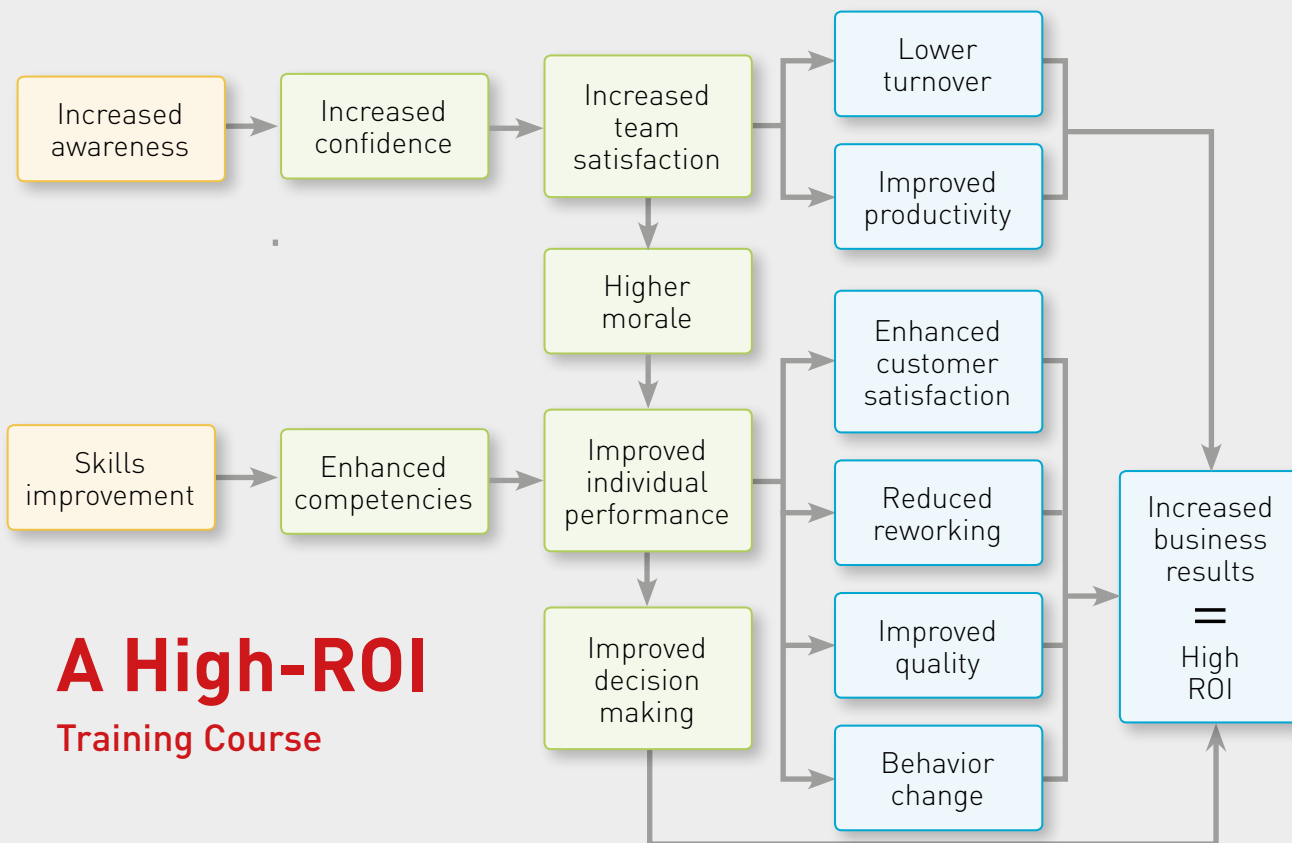 Increased
awareness
Increased
confidence
Increased
team
satisfaction
Lower
turnover
Improved
productivity
Higher
morale
Skills
improvement
Enhanced
competencies
Improved
individual
performance
Enhanced
customer
satisfaction
Reduced
reworking
Improved
quality
Behavior
change
Improved
decision
making
Increased
business
results
=
High
ROI
A High-ROI
Training Course